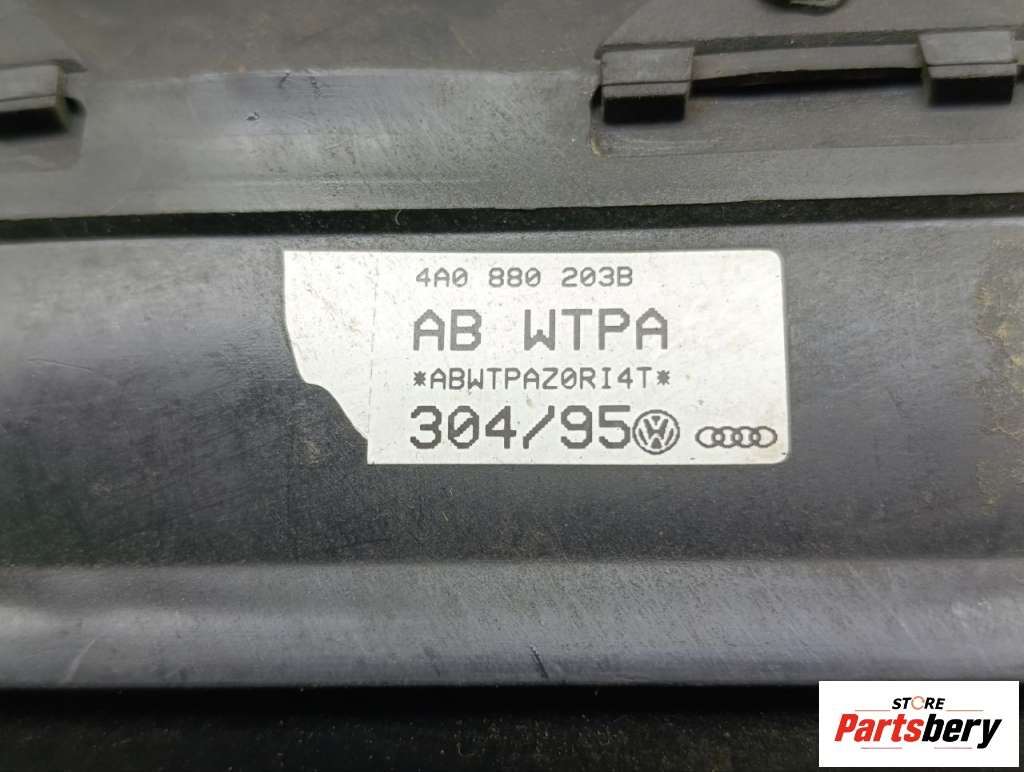 4A0 880 203B
AB WTPA
*ABWTPAZ0RI4T*
304/95
STORE
Partsbery